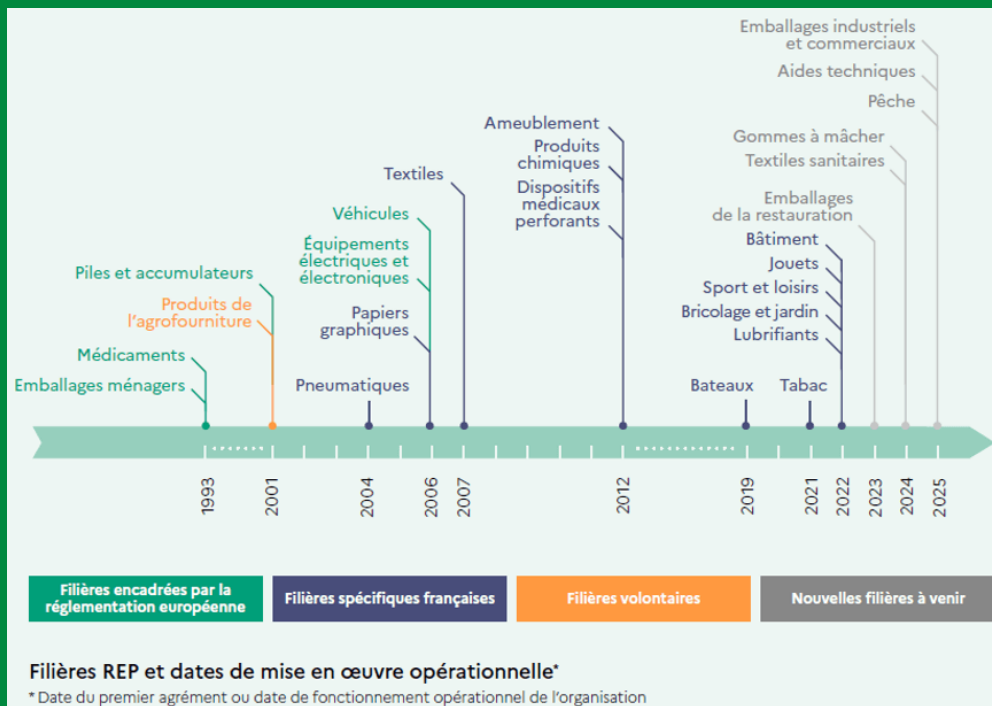 Emballages industriels
et commerciaux
Aides techniques
Pêche
Ameublement
Produits
chimiques
Dispositifs
médicaux
perforants
Gommes à mâcher
Textiles sanitaires
Textiles
Emballages
de la restauration
Véhicules
Équipements
électriques et
électroniques
Bâtiment
Jouets
Sport et loisirs
Bricolage et jardin
Lubrifiants
Piles et accumulateurs
Produits de
l'agrofourniture
Papiers
graphiques
Médicaments
Emballages ménagers
Pneumatiques
Bateaux
Tabac
1993
2001
2004
2006
2007
2012
2019
2021
2022
2023
2024
2025
Filières encadrées par la
réglementation européenne
Filières spécifiques françaises
Filières volontaires
Nouvelles filières à venir
Filières REP et dates de mise en œuvre opérationnelle*
* Date du premier agrément ou date de fonctionnement opérationnel de l'organisation